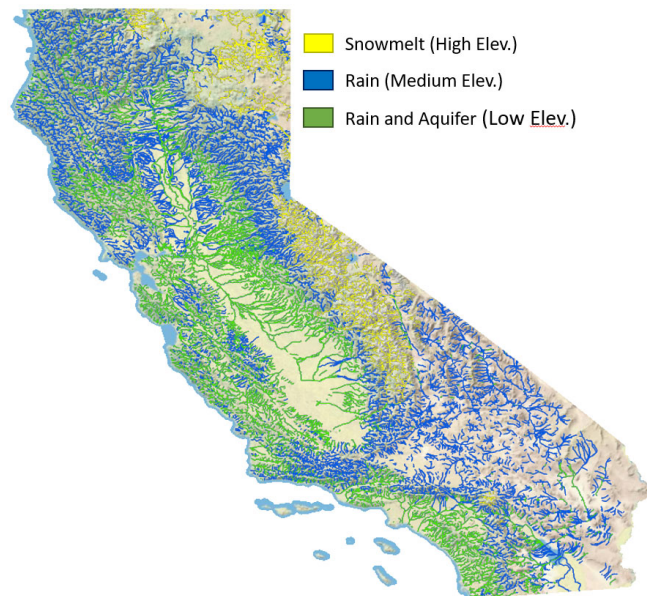 Snowmelt (High Elev.)
Rain (Medium Elev.)
Rain and Aquifer (Low Elev.)